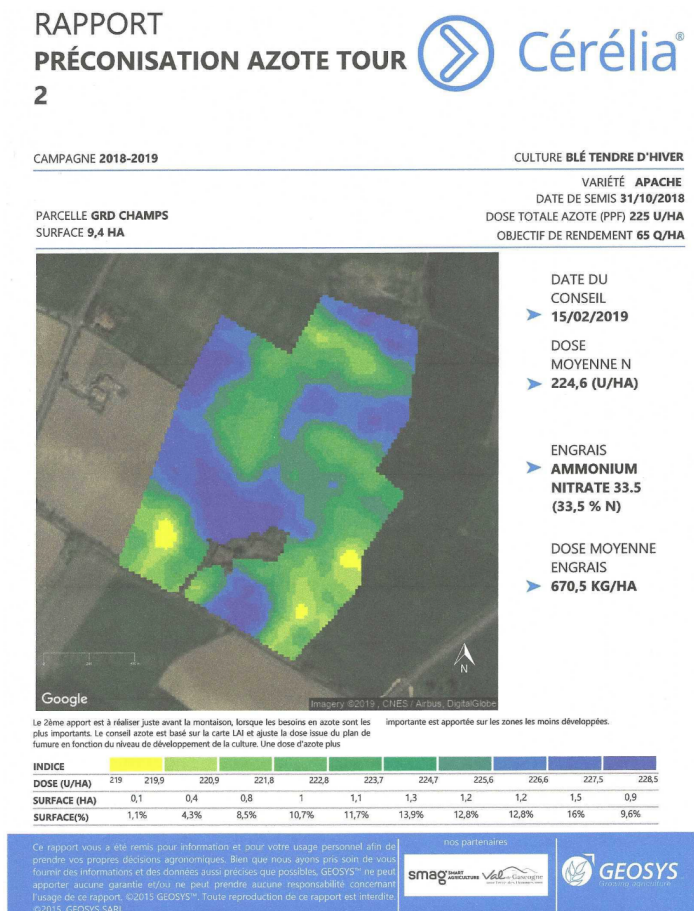 RAPPORT
PRÉCONISATION AZOTE TOUR
2
Cérélia®
CAMPAGNE 2018-2019
CULTURE BLÉ TENDRE D'HIVER
VARIÉTÉ APACHE
DATE DE SEMIS 31/10/2018
PARCELLE GRD CHAMPS
DOSE TOTALE AZOTE (PPF) 225 U/HA
SURFACE 9,4 HA
OBJECTIF DE RENDEMENT 65 Q/HA
DATE DU
CONSEIL
15/02/2019
DOSE
MOYENNE N
224,6 (U/HA)
ENGRAIS
AMMONIUM
NITRATE 33.5
(33,5 % N)
DOSE MOYENNE
ENGRAIS
670,5 KG/HA
N
Google
Imagery ©2019 , CNES / Airbus, DigitalGlobe
Le 2ème apport est à réaliser juste avant la montaison, lorsque les besoins en azote sont les
plus importants. Le conseil azote est basé sur la carte LAI et ajuste la dose issue du plan de
fumure en fonction du niveau de développement de la culture. Une dose d'azote plus
importante est apportée sur les zones les moins développées.
INDICE
DOSE (U/HA) 219 219,9 220,9 221,8 222,8 223,7 224,7 225,6 226,6 227,5 228,5
SURFACE (HA) 0,1 0,4 0,8 1 1,1 1,3 1,2 1,2 1,5 0,9
SURFACE(%) 1,1% 4,3% 8,5% 10,7% 11,7% 13,9% 12,8% 12,8% 16% 9,6%
Ce rapport vous a été remis pour information et pour votre usage personnel afin de
prendre vos propres décisions agronomiques. Bien que nous ayons pris soin de vous
fournir des informations et des données aussi précises que possibles, GEOSYS™ ne peut
apporter aucune garantie et/ou ne peut prendre aucune responsabilité concernant
l'usage de ce rapport. ©2015 GEOSYS™. Toute reproduction de ce rapport est interdite.
©2015 GEOSYS SARL
nos partenaires
smag SMART AGRICULTURE
Val de Gascogne
GEOSYS
Creating agriculture